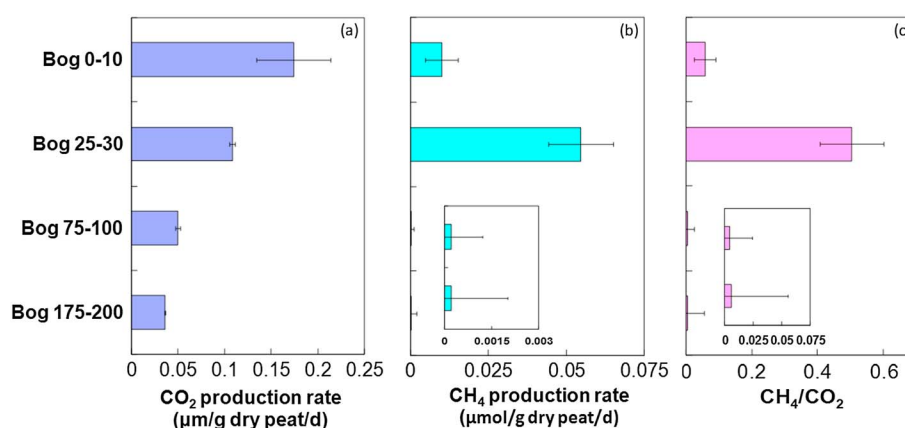 (a) (b) (c
Bog 0-10
Bog 25-30
Bog 75-100
Bog 175-200
0 0.0015 0.003
0 0.025 0.05 0.075
0 0.05 0.1 0.15 0.2 0.25
0 0.025 0.05 0.075
0 0.2 0.4 0.6
CO₂ production rate
(µm/g dry peat/d)
CH₄ production rate
(µmol/g dry peat/d)
CH₄/CO₂